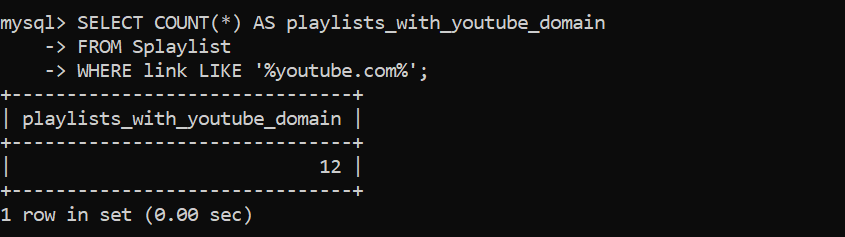 mysql> SELECT COUNT(*) AS playlists_with_youtube_domain
    -> FROM Splaylist
    -> WHERE link LIKE '%youtube.com%';
+-------------------------------+
| playlists_with_youtube_domain |
+-------------------------------+
|                            12 |
+-------------------------------+
1 row in set (0.00 sec)